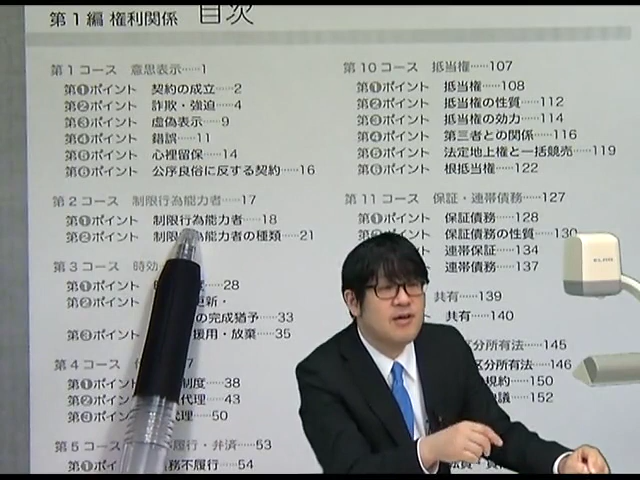 第1編 権利関係 目次
第1コース 意思表示……1
第❶ポイント 契約の成立……2
第❷ポイント 詐欺・強迫……4
第❸ポイント 虚偽表示……9
第❹ポイント 錯誤……11
第❺ポイント 心裡留保……14
第❻ポイント 公序良俗に反する契約……16
第2コース 制限行為能力者……17
第❶ポイント 制限行為能力者……18
第❷ポイント 制限 能力者の種類……21
第3コース 時効
第❶ポイント 28
第❷ポイント 更新・
の完成猶予……33
第❸ポイント 援用・放棄……35
第4コース
第❶ポイ 制度……38
第❷ポ 代理……43
第❸ポ 代理……50
第5コース 不履行・弁済……53
第❶ポイ 務不履行……54
第10コース 抵当権……107
第❶ポイント 抵当権……108
第❷ポイント 抵当権の性質……112
第❸ポイント 抵当権の効力……114
第❹ポイント 第三者との関係……116
第❺ポイント 法定地上権と一括競売……119
第❻ポイント 根抵当権……122
第11コース 保証・連帯債務……127
第❶ポイント 保証債務……128
ポイント 保証債務の性質……130
連帯保証……134
連帯債務……137
共有……139
共有……140
区分所有法……145
区分所有法……146
規約……150
議……152
ELMO